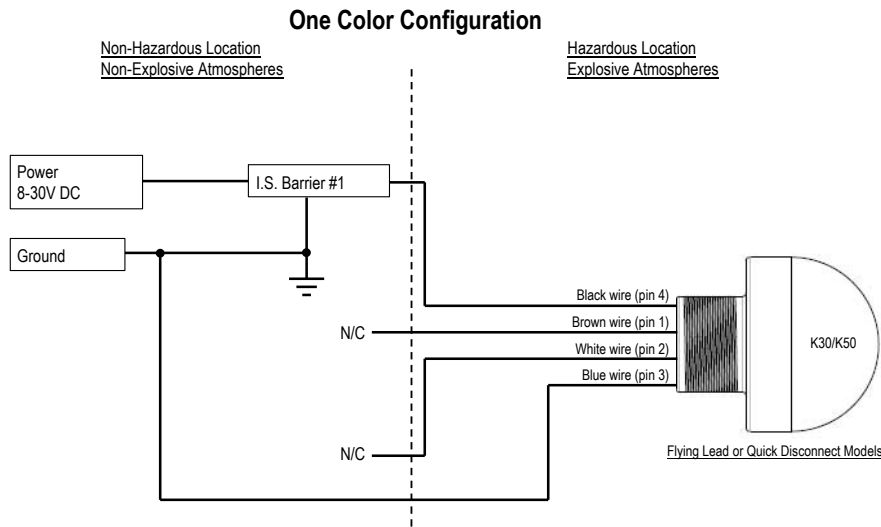 One Color Configuration
Non-Hazardous Location
Non-Explosive Atmospheres
Hazardous Location
Explosive Atmospheres
Power
8-30V DC
I.S. Barrier #1
Ground
Black wire (pin 4)
N/C
Brown wire (pin 1)
White wire (pin 2)
Blue wire (pin 3)
K30/K50
N/C
Flying Lead or Quick Disconnect Models